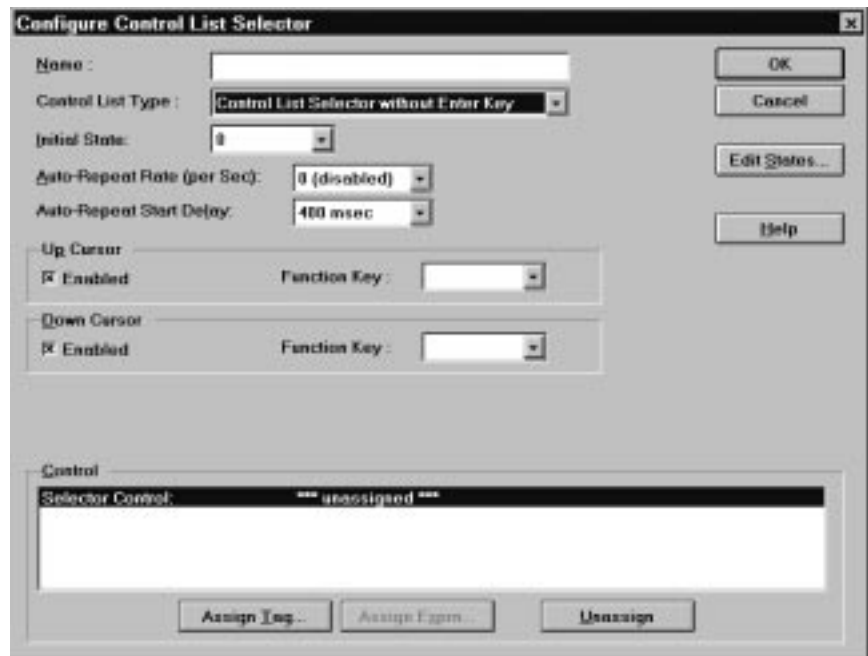 Configure Control List Selector
Name :
OK
Control List Type : Control List Selector without Enter Key
Cancel
Initial State: 0
Edit States...
Auto-Repeat Rate (per Sec): 0 (disabled)
Auto-Repeat Start Delay: 400 msec
Help
Up Cursor
Enabled Function Key :
Down Cursor
Enabled Function Key :
Control
Selector Control: *** unassigned ***
Assign Tag... Assign Expm... Unassign